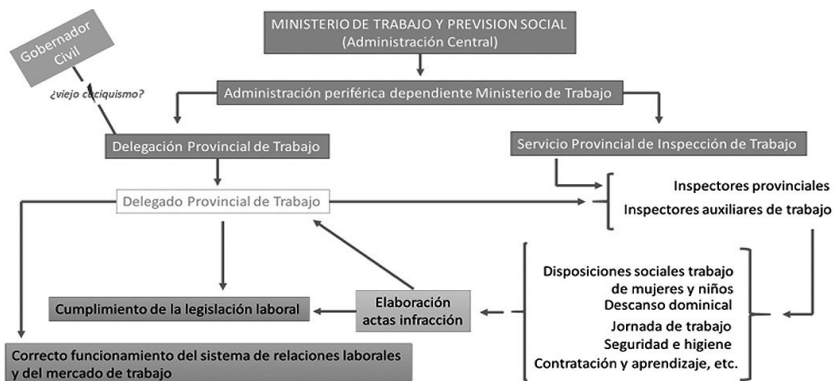 MINISTERIO DE TRABAJO Y PREVISION SOCIAL
(Administración Central)
Gobernador
Civil
¿viejo caciquismo?
Administración periférica dependiente Ministerio de Trabajo
Delegación Provincial de Trabajo
Servicio Provincial de Inspección de Trabajo
Inspectores provinciales
Inspectores auxiliares de trabajo
Delegado Provincial de Trabajo
Disposiciones sociales trabajo
de mujeres y niños
Descanso dominical
Jornada de trabajo
Seguridad e higiene
Contratación y aprendizaje, etc.
Elaboración
actas infracción
Cumplimiento de la legislación laboral
Correcto funcionamiento del sistema de relaciones laborales
y del mercado de trabajo